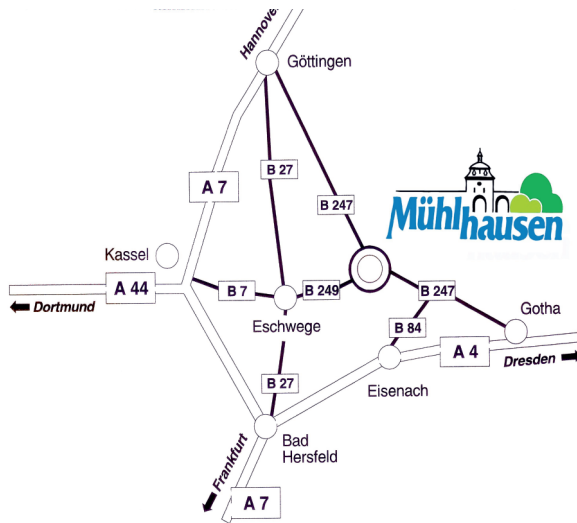 Hannover
Göttingen
B 27
A 7
B 247
Mühlhausen
Kassel
A 44
B 7
B 249
B 247
Dortmund
Eschwege
Gotha
B 84
A 4
Dresden
B 27
Eisenach
Bad
Hersfeld
Frankfurt
A 7